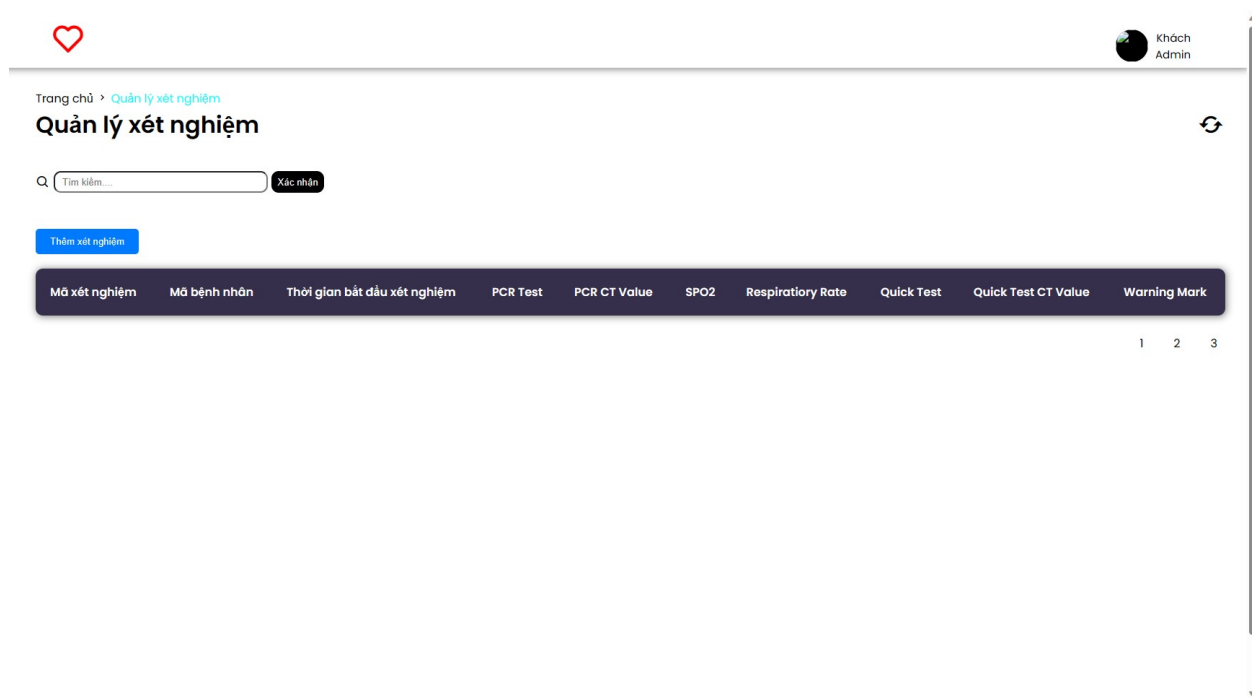 Khách
Admin
Trang chủ > Quản lý xét nghiệm
Quản lý xét nghiệm
Tìm kiếm.... Xác nhận
Thêm xét nghiệm
Mã xét nghiệm Mã bệnh nhân Thời gian bắt đầu xét nghiệm PCR Test PCR CT Value SPO2 Respiratiory Rate Quick Test Quick Test CT Value Warning Mark
1 2 3